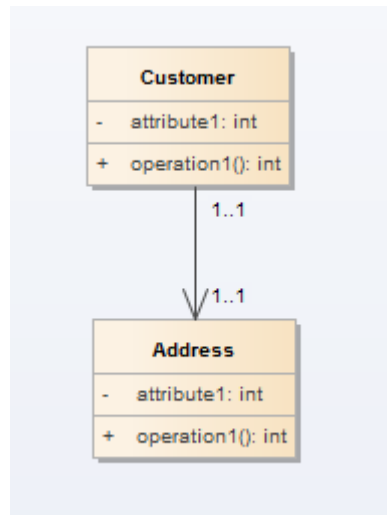 Customer
- attribute1: int
+ operation1(): int
1..1
1..1
Address
- attribute1: int
+ operation1(): int